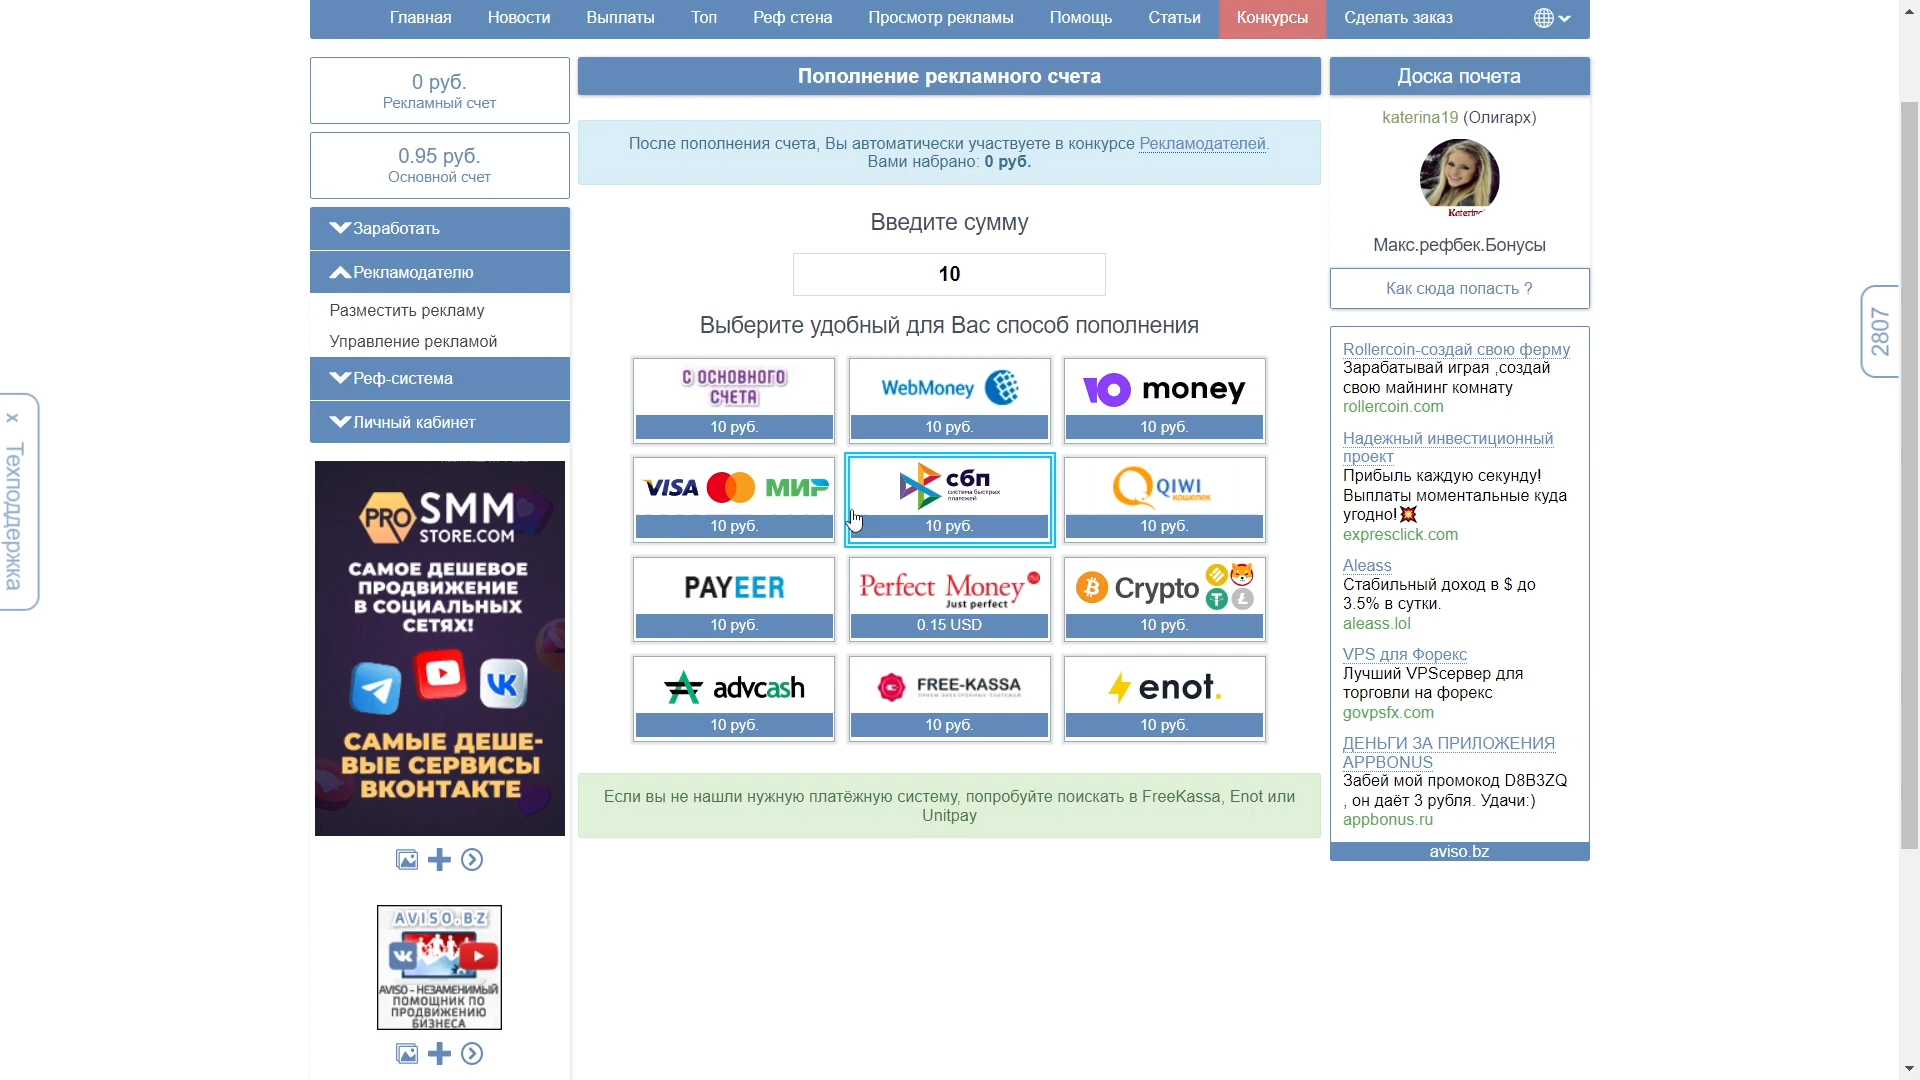 Главная Новости Выплаты Топ Реф стена Просмотр рекламы Помощь Статьи Конкурсы Сделать заказ
0 руб.
Рекламный счет
0.95 руб.
Основной счет
Заработать
Рекламодателю
Разместить рекламу
Управление рекламой
Реф-система
Личный кабинет
PRO SMM
STORE.COM
САМОЕ ДЕШЕВОЕ
ПРОДВИЖЕНИЕ
В СОЦИАЛЬНЫХ
СЕТЯХ!
САМЫЕ ДЕШЕ-
ВЫЕ СЕРВИСЫ
ВКОНТАКТЕ
AVISO.BZ
AVISO - НЕЗАМЕНИМЫЙ
ПОМОЩНИК ПО
ПРОДВИЖЕНИЮ
БИЗНЕСА
x Техподдержка
Пополнение рекламного счета
После пополнения счета, Вы автоматически участвуете в конкурсе Рекламодателей.
Вами набрано: 0 руб.
Введите сумму
10
Выберите удобный для Вас способ пополнения
С ОСНОВНОГО
СЧЕТА
10 руб.
WebMoney
10 руб.
Ю money
10 руб.
VISA МИР
10 руб.
сбп
система быстрых
платежей
10 руб.
QIWI
КОШЕЛЕК
10 руб.
PAYEER
10 руб.
Perfect Money PM
Just perfect
0.15 USD
Crypto
10 руб.
advcash
10 руб.
FREE-KASSA
ПРИЕМ ЭЛЕКТРОННЫХ ПЛАТЕЖЕЙ
10 руб.
enot.
10 руб.
Если вы не нашли нужную платёжную систему, попробуйте поискать в FreeKassa, Enot или
Unitpay
Доска почета
katerina19 (Олигарх)
Макс.рефбек.Бонусы
Как сюда попасть ?
Rollercoin-создай свою ферму
Зарабатывай играя ,создай
свою майнинг комнату
rollercoin.com
Надежный инвестиционный
проект
Прибыль каждую секунду!
Выплаты моментальные куда
угодно!💥
expresclick.com
Aleass
Стабильный доход в $ до
3.5% в сутки.
aleass.lol
VPS для Форекс
Лучший VPSсервер для
торговли на форекс
govpsfx.com
ДЕНЬГИ ЗА ПРИЛОЖЕНИЯ
APPBONUS
Забей мой промокод D8B3ZQ
, он даёт 3 рубля. Удачи:)
appbonus.ru
aviso.bz
2807